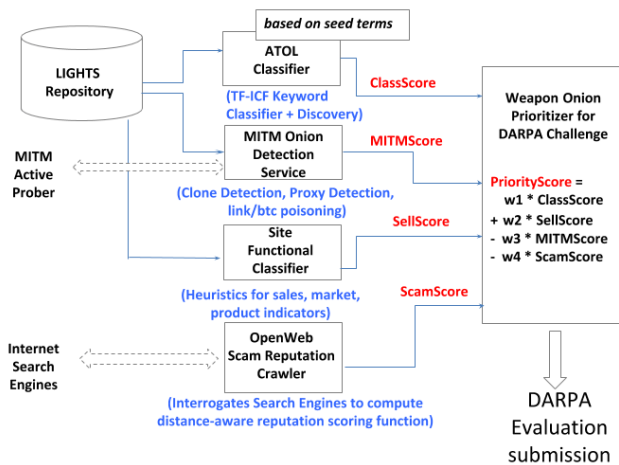 based on seed terms
LIGHTS
Repository
ATOL
Classifier
(TF-ICF Keyword
Classifier + Discovery)
ClassScore
MITM
Active
Prober
MITM Onion
Detection
Service
(Clone Detection, Proxy Detection,
link/btc poisoning)
MITMScore
Site
Functional
Classifier
(Heuristics for sales, market,
product indicators)
SellScore
Internet
Search
Engines
OpenWeb
Scam Reputation
Crawler
(Interrogates Search Engines to compute
distance-aware reputation scoring function)
ScamScore
Weapon Onion
Prioritizer for
DARPA Challenge
PriorityScore =
w1 * ClassScore
+ w2 * SellScore
- w3 * MITMScore
- w4 * ScamScore
DARPA
Evaluation
submission